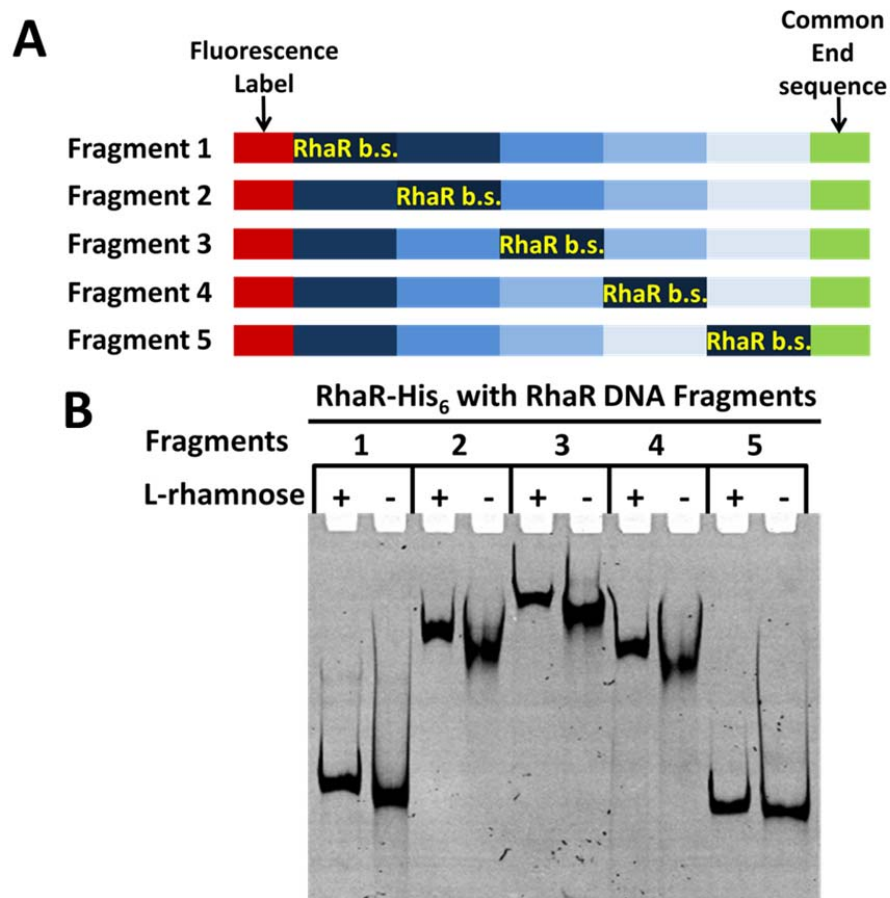 A
Fluorescence
Label
Common
End
sequence
Fragment 1 RhaR b.s.
Fragment 2 RhaR b.s.
Fragment 3 RhaR b.s.
Fragment 4 RhaR b.s.
Fragment 5 RhaR b.s.
B
RhaR-His₆ with RhaR DNA Fragments
Fragments 1 2 3 4 5
L-rhamnose + - + - + - + - + -